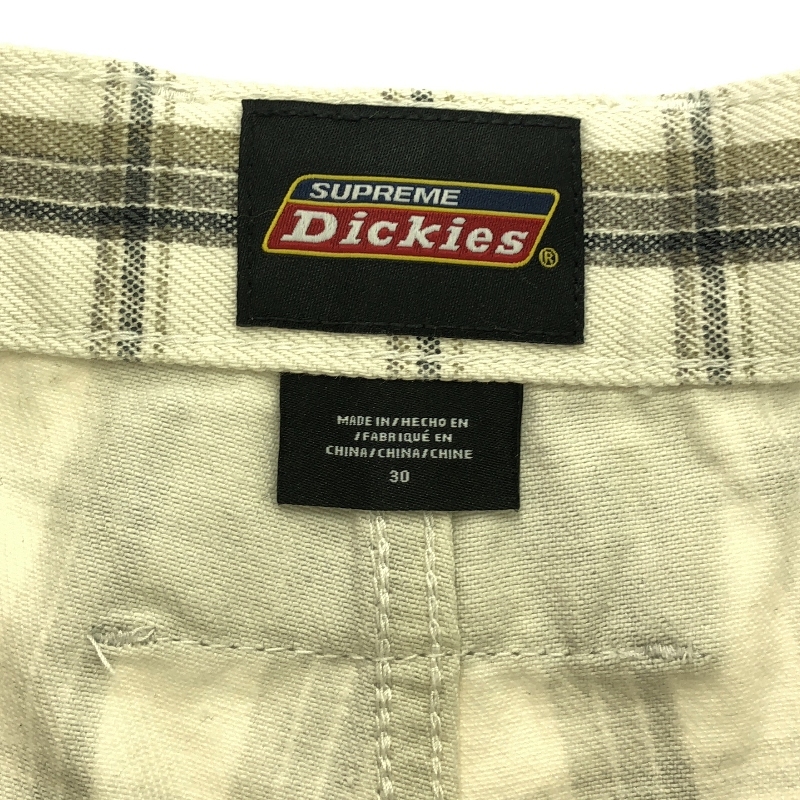 SUPREME
Dickies®
MADE IN/HECHO EN
/FABRIQUÉ EN
CHINA/CHINA/CHINE
30